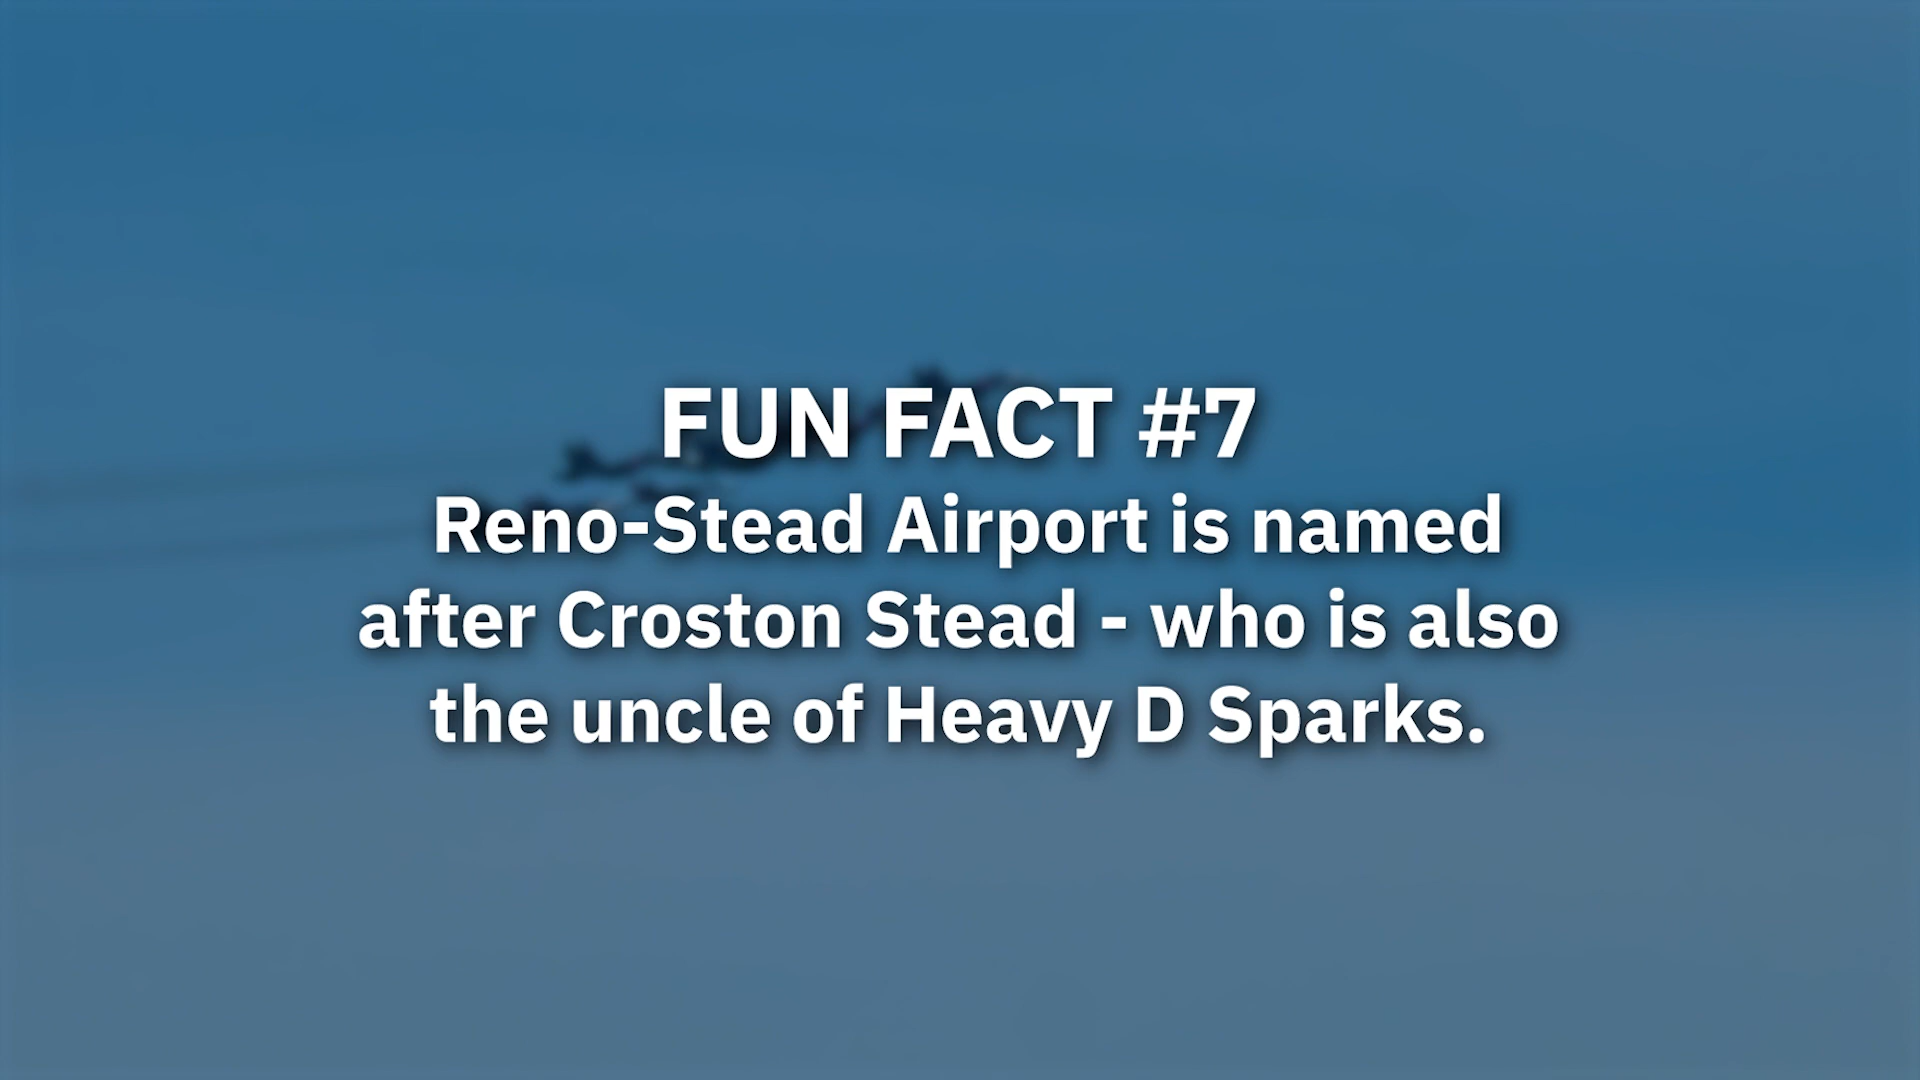 FUN FACT #7
Reno-Stead Airport is named
after Croston Stead - who is also
the uncle of Heavy D Sparks.